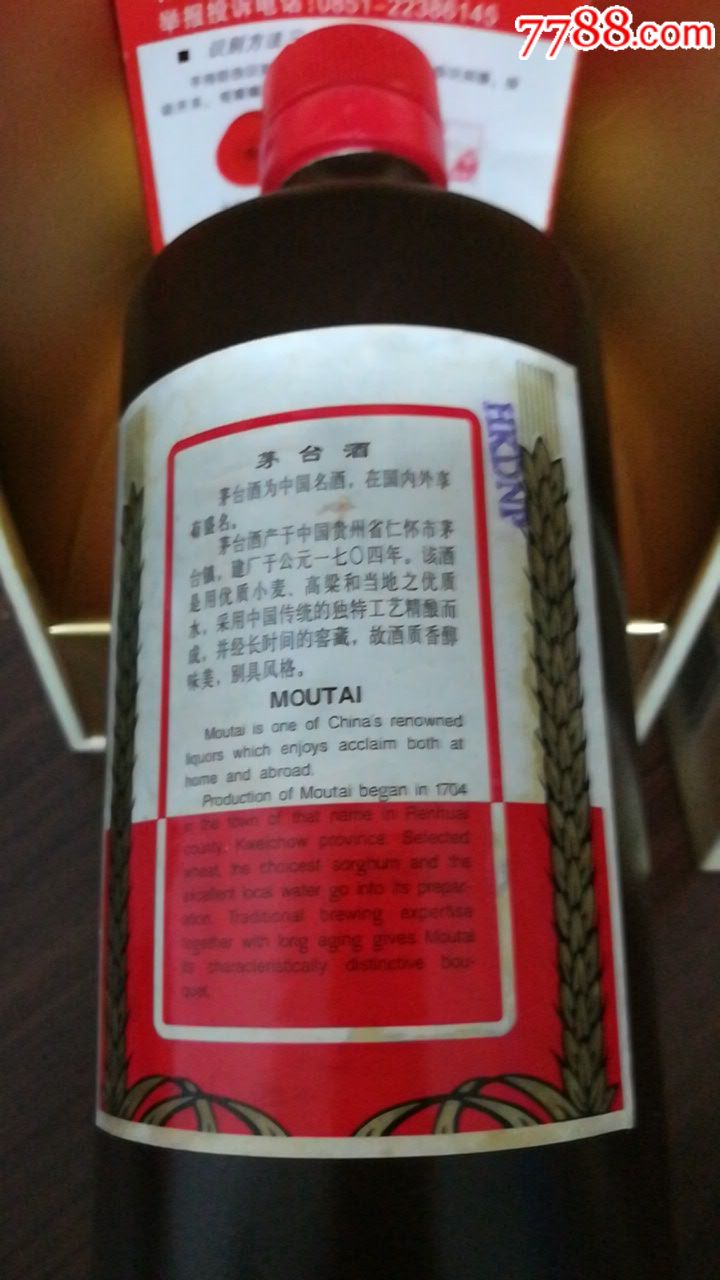 举报投诉电话:0851-22386145
7788.com
■ 识别方法
茅台酒
茅台酒为中国名酒，在国内外享
有盛名。
茅台酒产于中国贵州省仁怀市茅
台镇，建厂于公元一七〇四年。该酒
是用优质小麦、高粱和当地之优质
水，采用中国传统的独特工艺精酿而
成，并经长时间的窖藏，故酒质香醇
味美，别具风格。
MOUTAI
Moutai is one of China's renowned
liquors which enjoys acclaim both at
home and abroad.
Production of Moutai began in 1704
in the town of that name in Renhuai
county, Kweichow province. Selected
wheat, the choicest sorghum and the
excellent local water go into its prepar-
ation. Traditional brewing expertise
together with long aging gives Moutai
its characteristically distinctive bou-
quet.
HKDNP